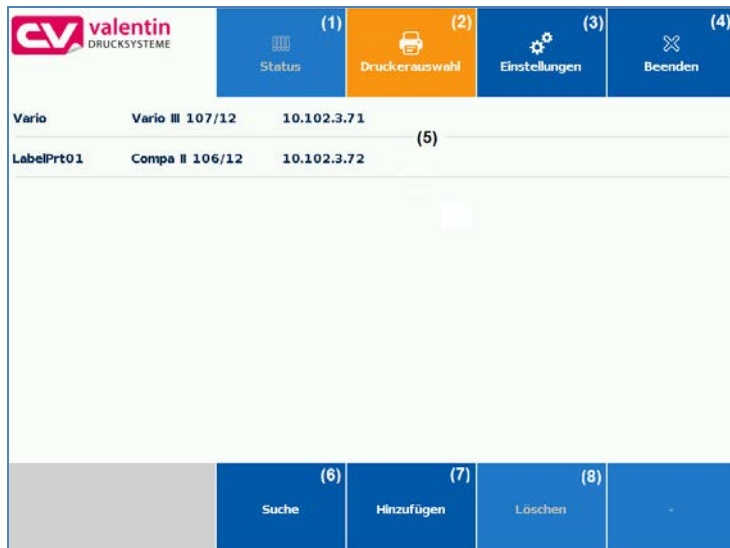 CV valentin
DRUCKSYSTEME
(1) Status
(2) Druckerauswahl
(3) Einstellungen
(4) Beenden
Vario Vario III 107/12 10.102.3.71
(5)
LabelPrt01 Compa II 106/12 10.102.3.72
(6) Suche
(7) Hinzufügen
(8) Löschen
-